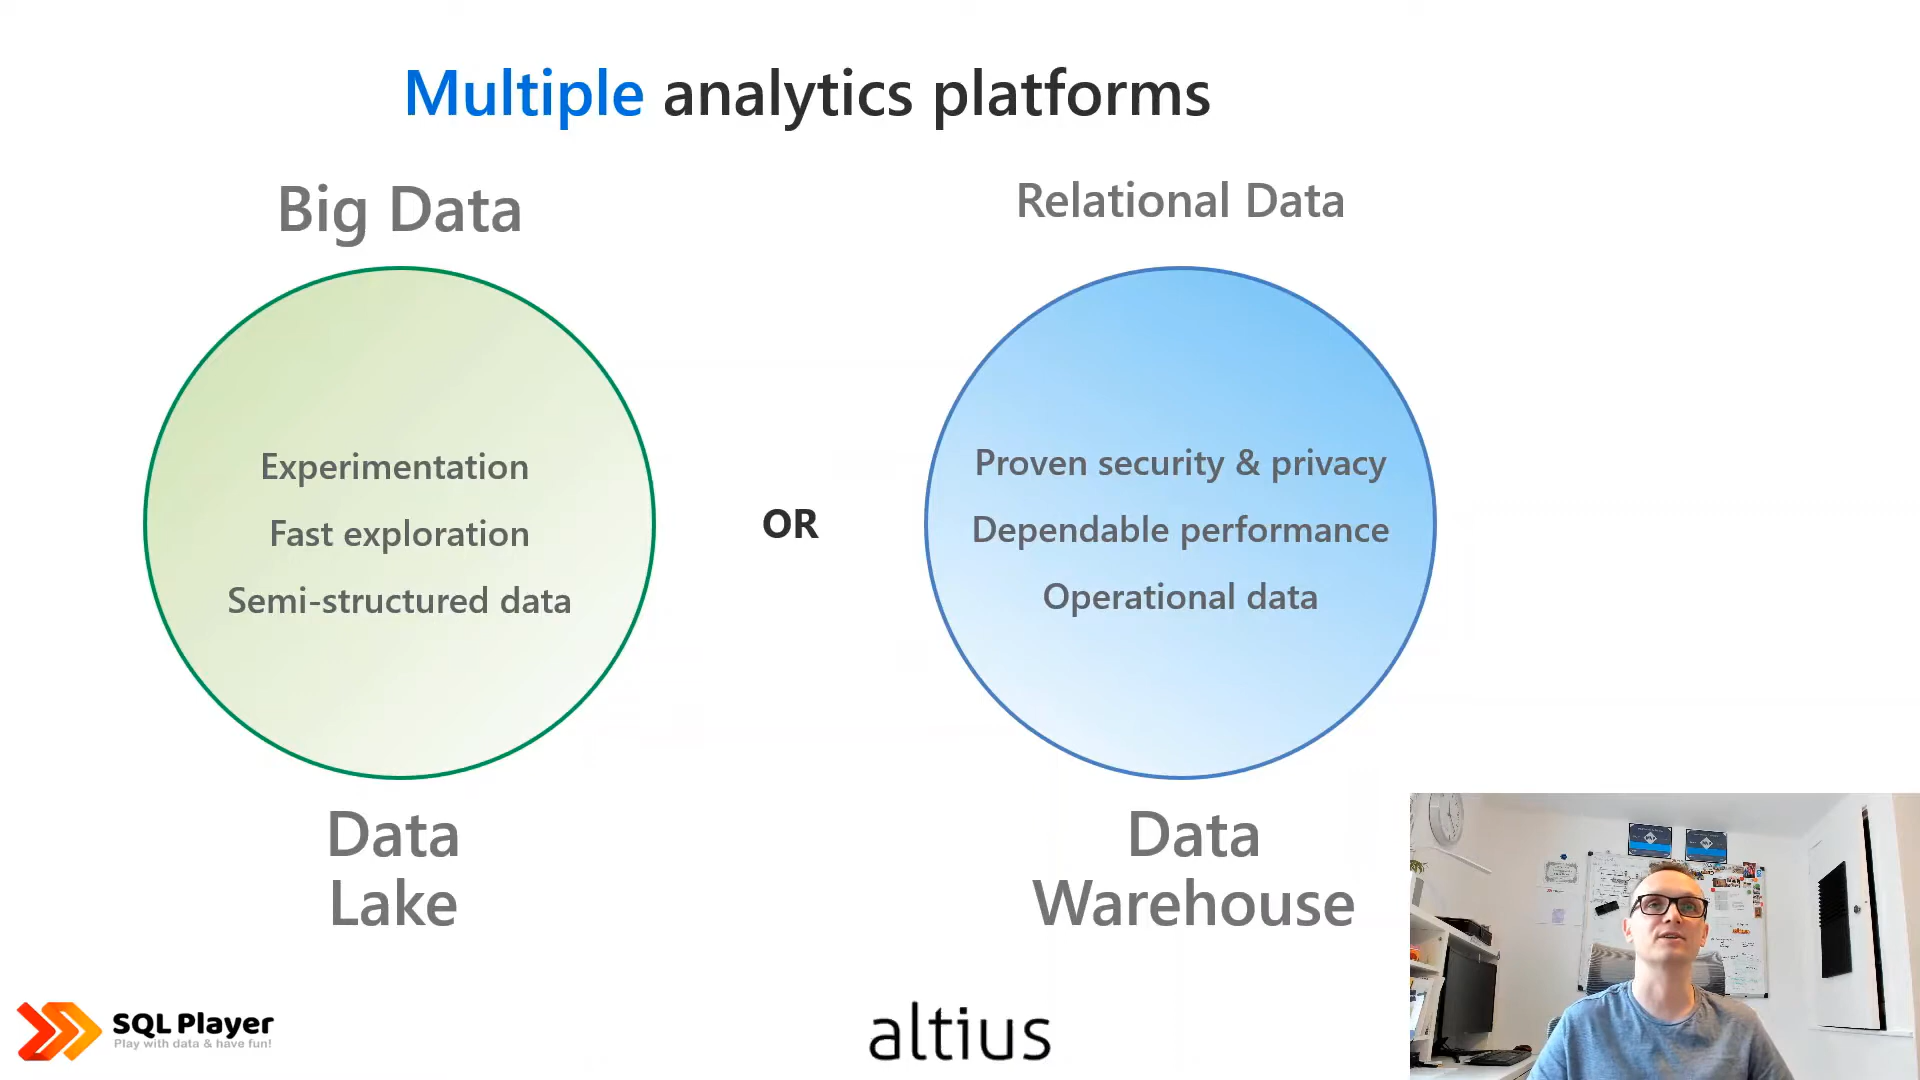 Multiple analytics platforms
Big Data
Relational Data
Experimentation
Fast exploration
Semi-structured data
OR
Proven security & privacy
Dependable performance
Operational data
Data
Lake
Data
Warehouse
SQL Player
Play with data & have fun!
altius